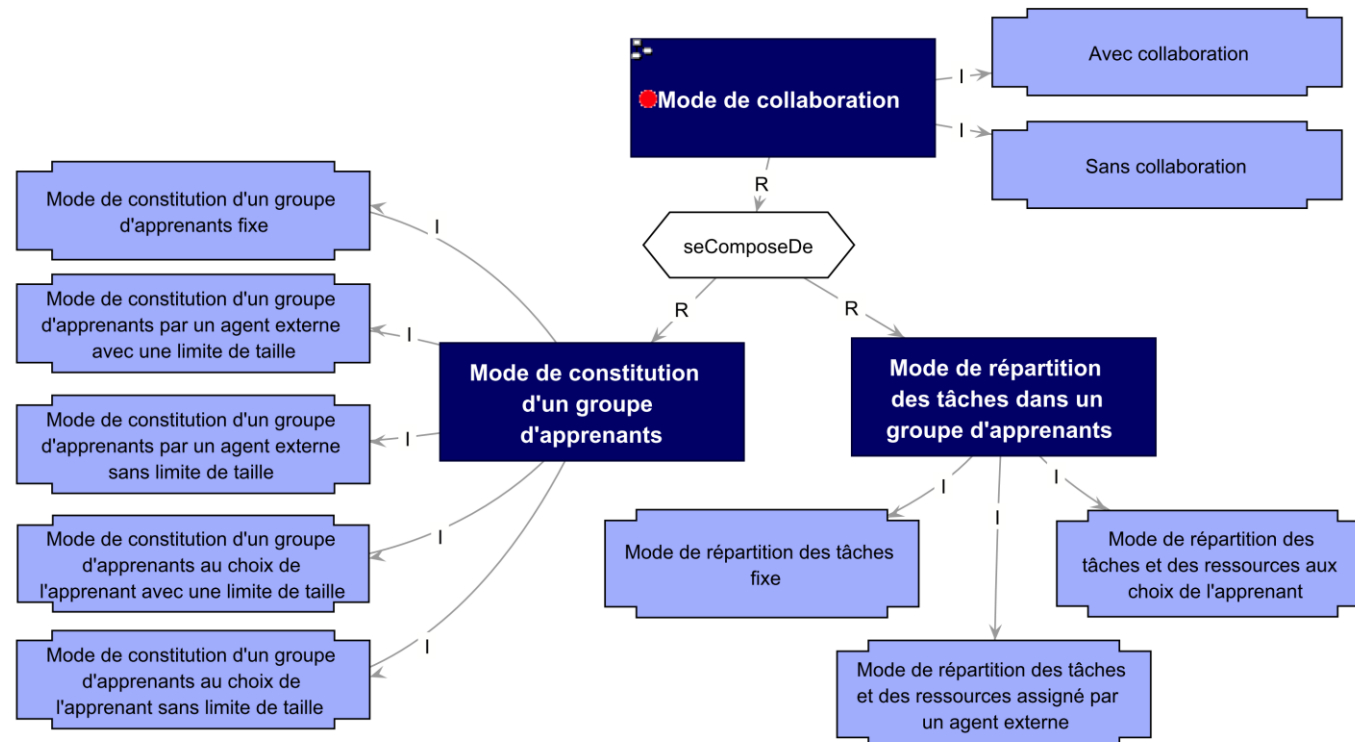 Avec collaboration
Mode de collaboration
I
I
Sans collaboration
R
seComposeDe
R
R
Mode de constitution d'un groupe
d'apprenants fixe
I
Mode de constitution d'un groupe
d'apprenants par un agent externe
avec une limite de taille
I
Mode de constitution
d'un groupe
d'apprenants
Mode de répartition
des tâches dans un
groupe d'apprenants
Mode de constitution d'un groupe
d'apprenants par un agent externe
sans limite de taille
I
Mode de constitution d'un groupe
d'apprenants au choix de
l'apprenant avec une limite de taille
I
Mode de constitution d'un groupe
d'apprenants au choix de
l'apprenant sans limite de taille
I
I
I
I
Mode de répartition des tâches
fixe
Mode de répartition des
tâches et des ressources aux
choix de l'apprenant
Mode de répartition des tâches
et des ressources assigné par
un agent externe